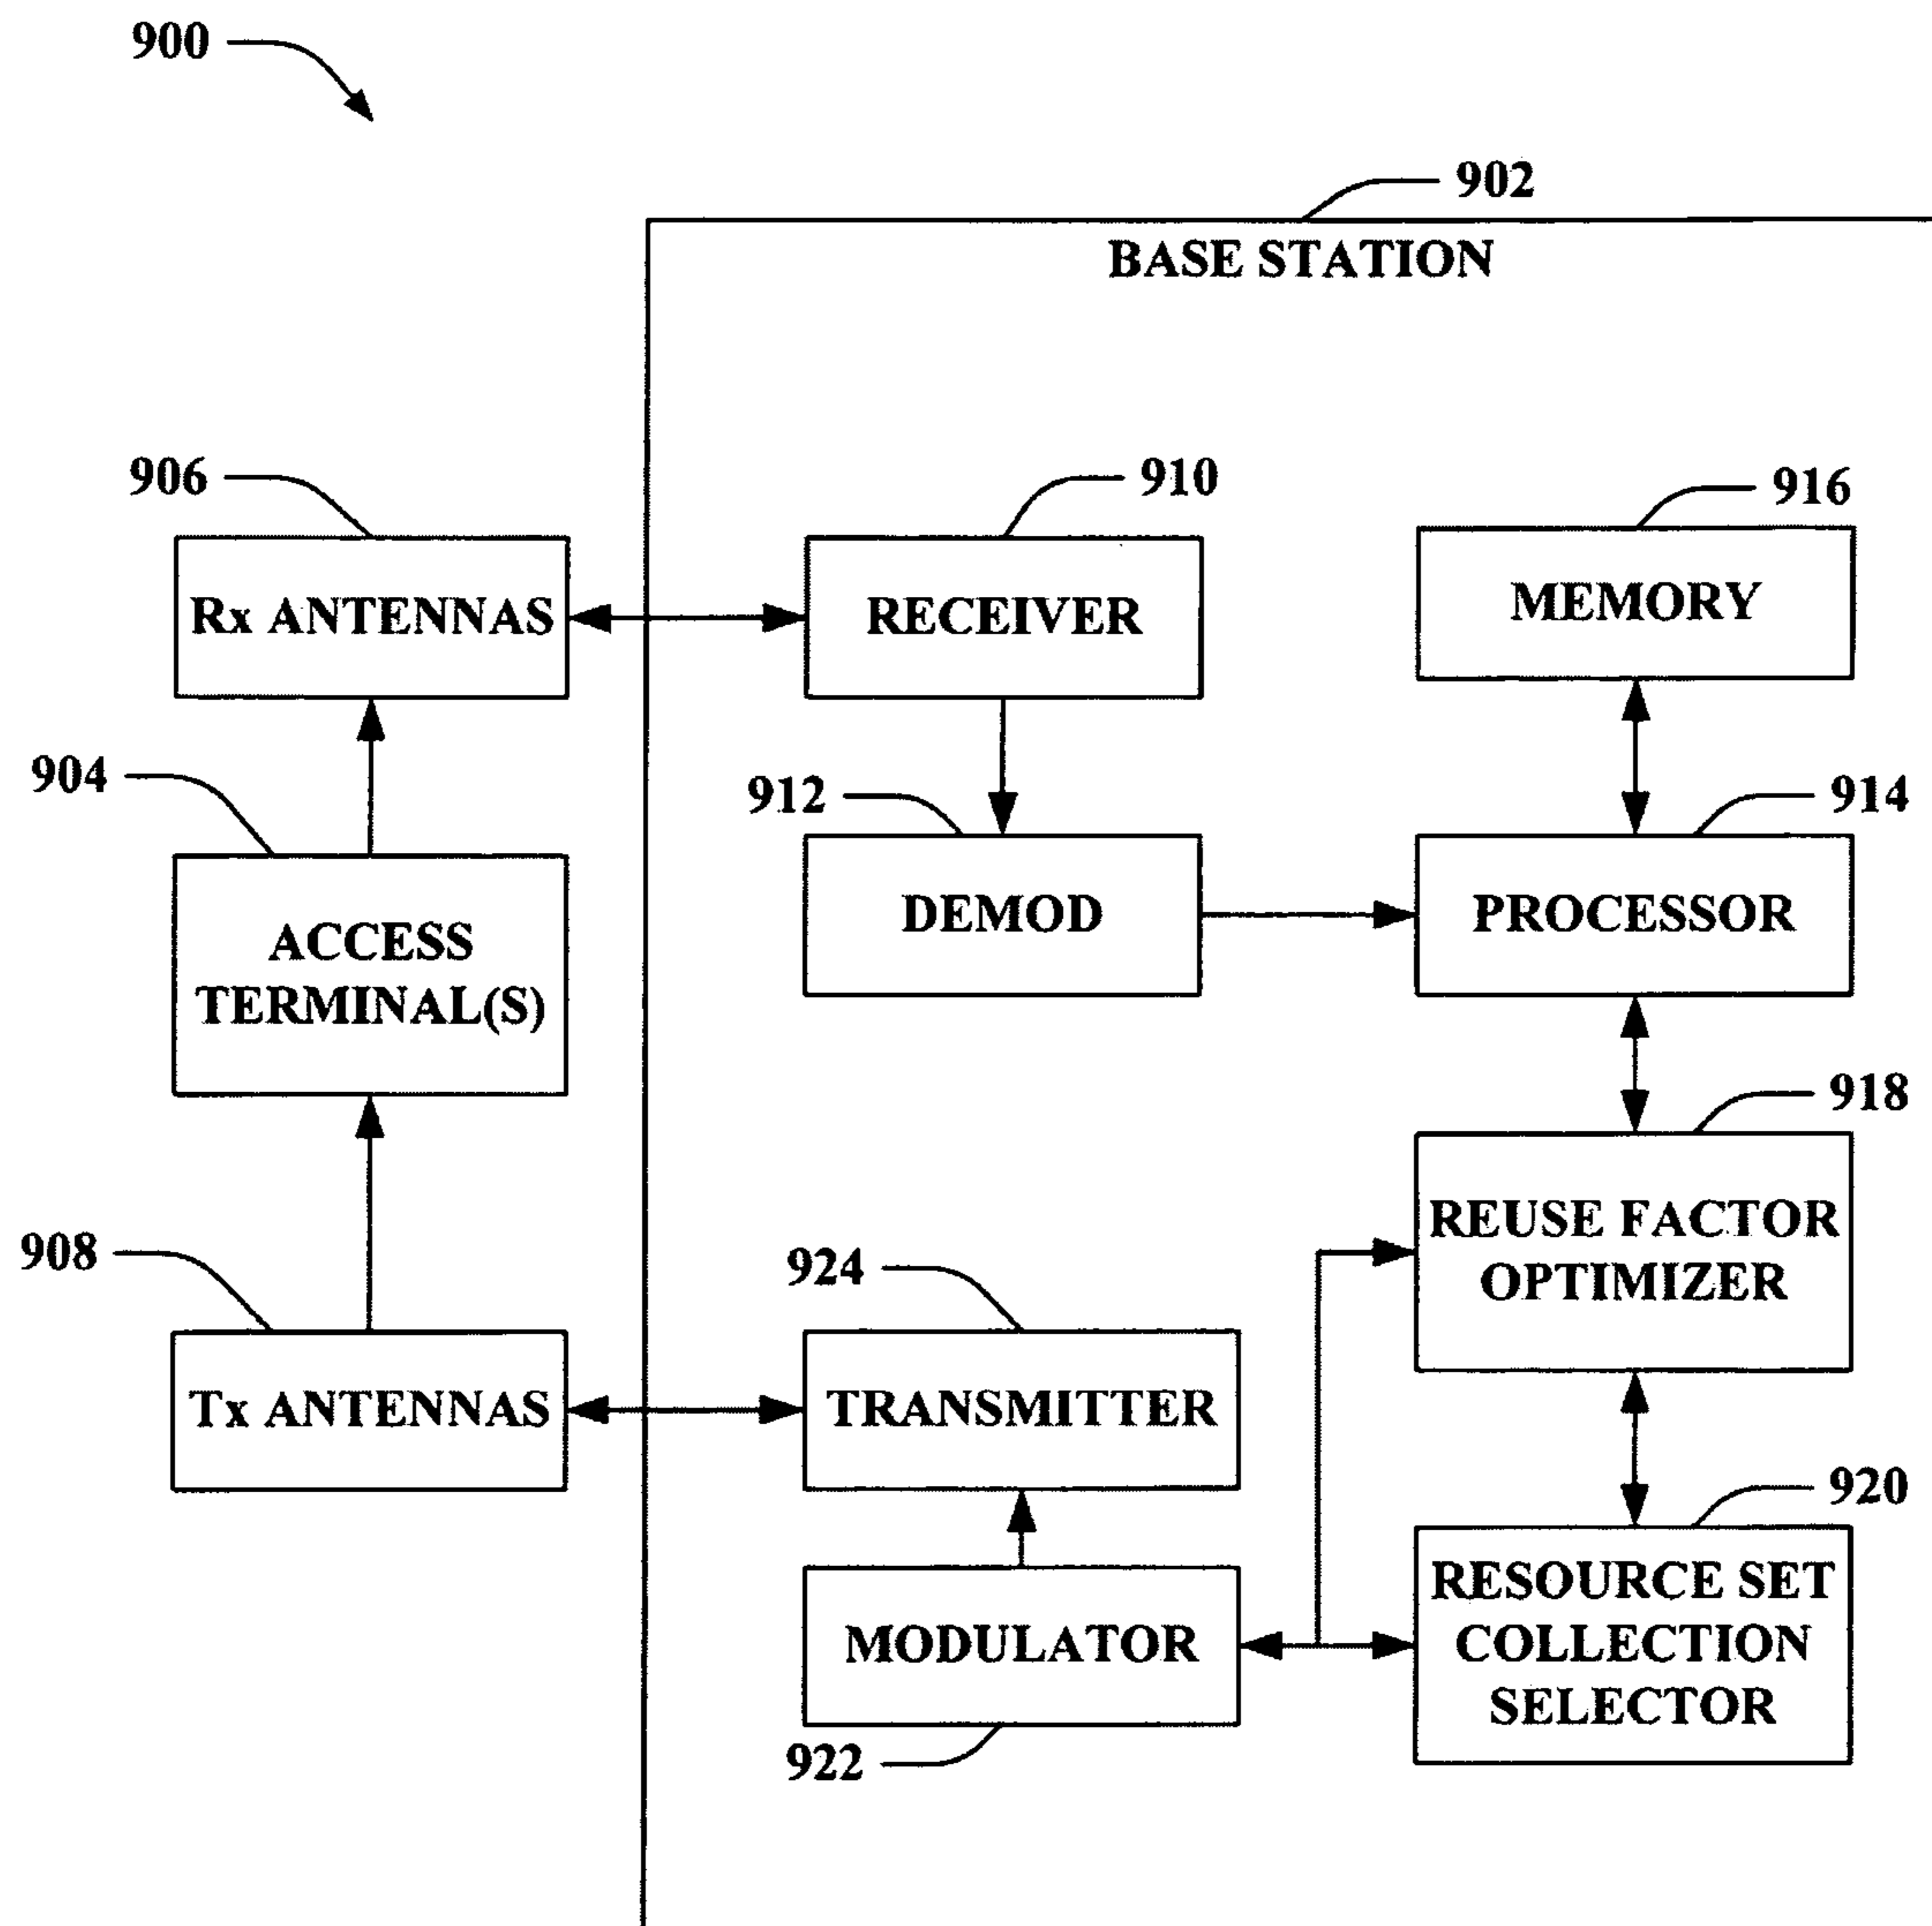 900
902
BASE STATION
906
910
916
Rx ANTENNAS
RECEIVER
MEMORY
904
912
914
ACCESS
TERMINAL(S)
DEMOD
PROCESSOR
918
908
924
REUSE FACTOR
OPTIMIZER
Tx ANTENNAS
TRANSMITTER
920
MODULATOR
RESOURCE SET
COLLECTION
SELECTOR
922